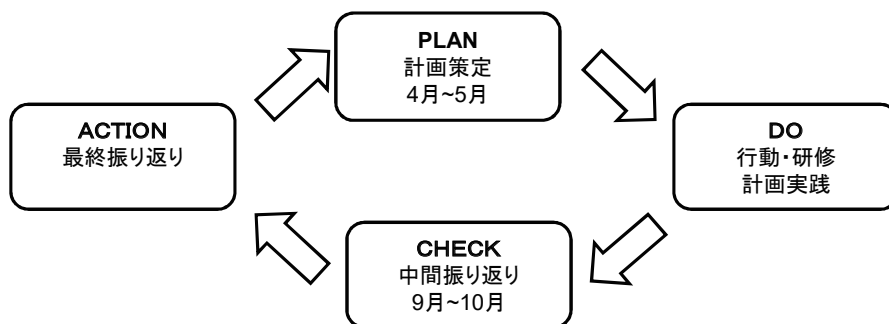 PLAN
計画策定
4月~5月
ACTION
最終振り返り
DO
行動・研修
計画実践
CHECK
中間振り返り
9月~10月